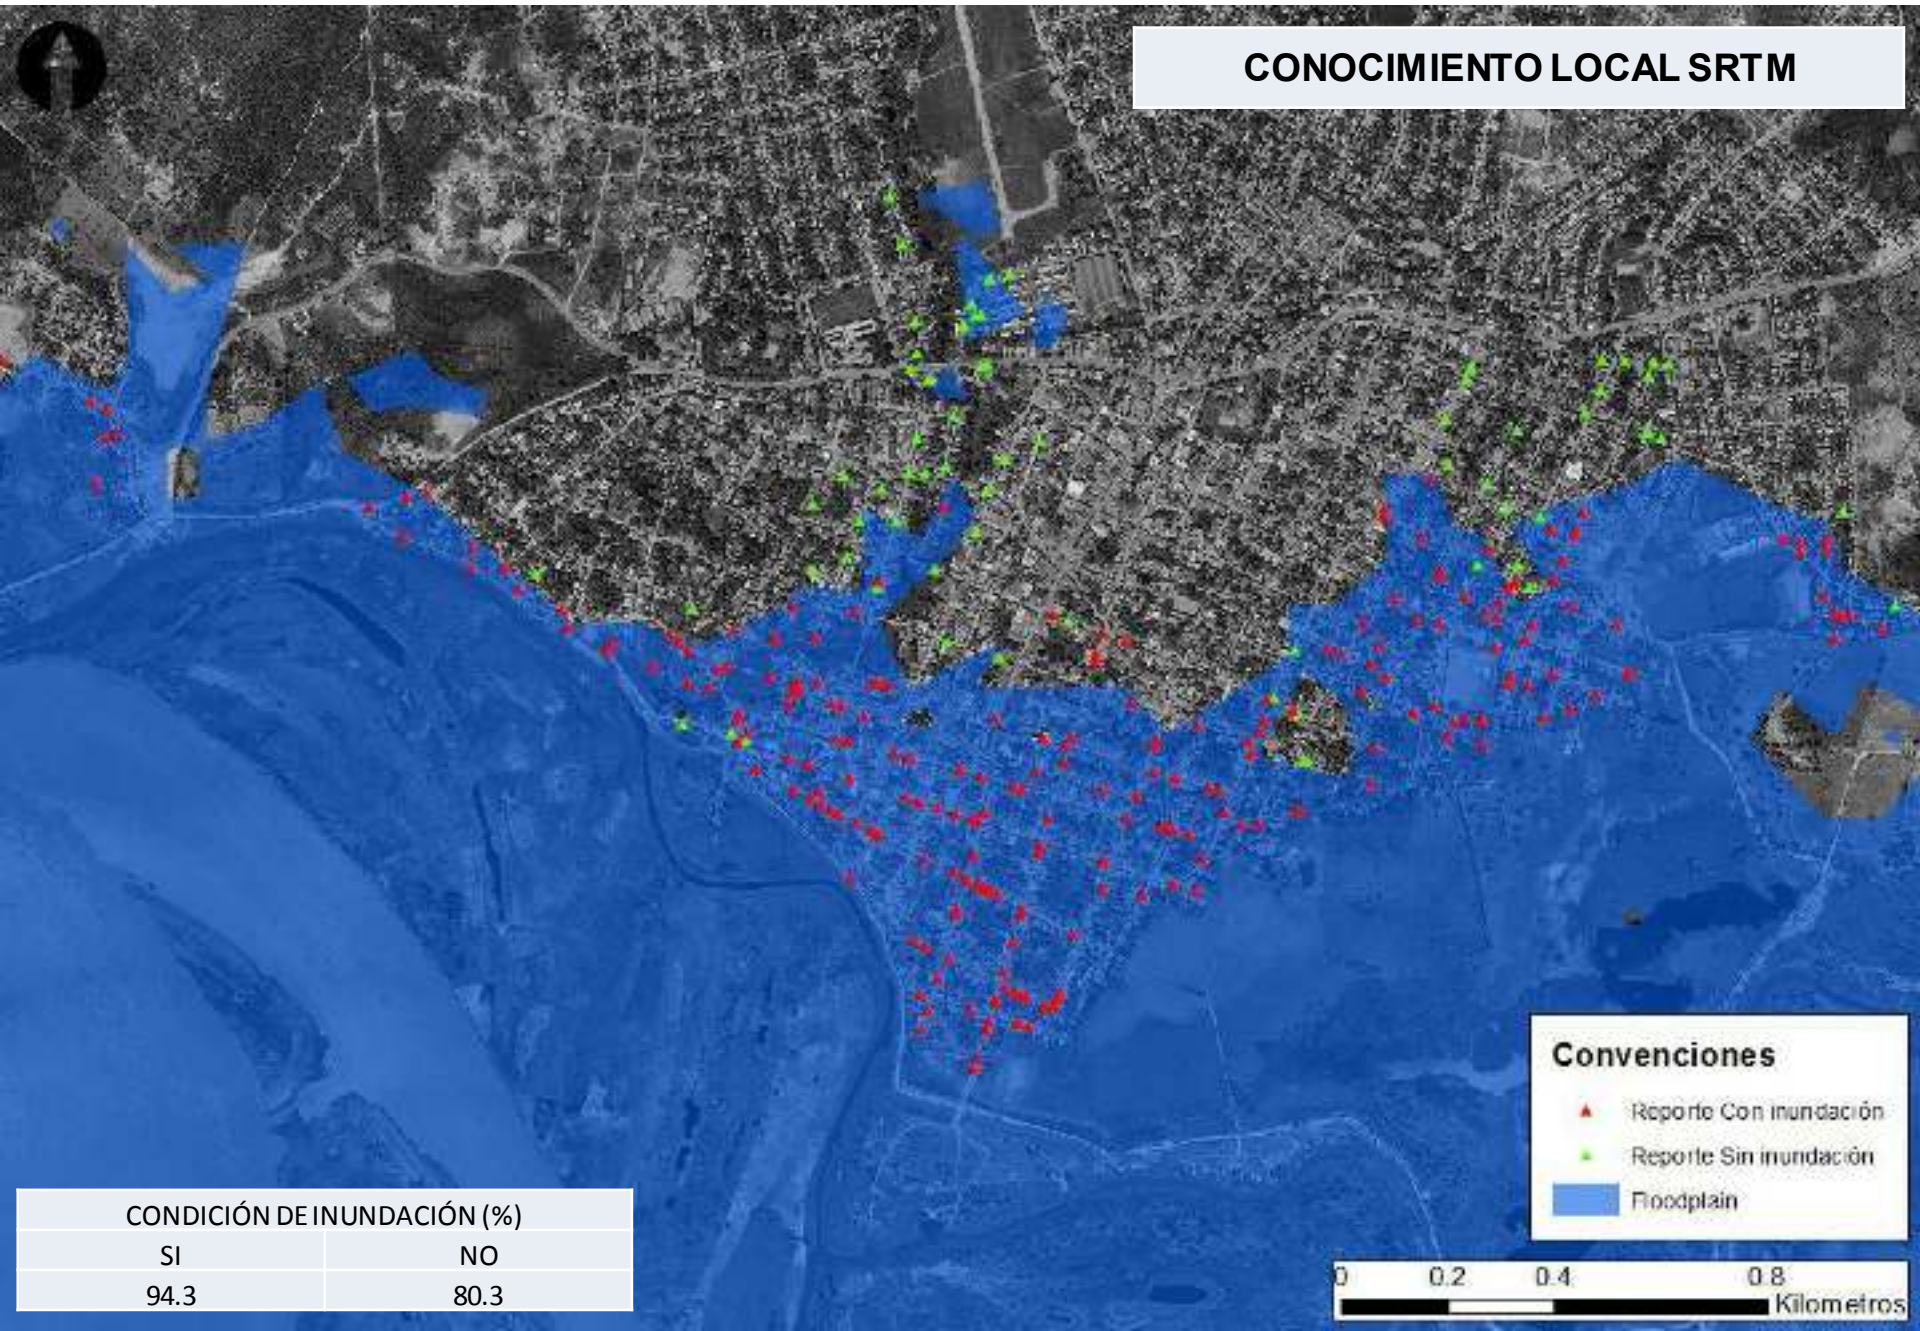 CONOCIMIENTO LOCAL SRTM
Convenciones
Reporte Con inundación
Reporte Sin inundación
Floodplain
CONDICIÓN DE INUNDACIÓN (%)
SI NO
94.3 80.3
0 0.2 0.4 0.8
Kilometros